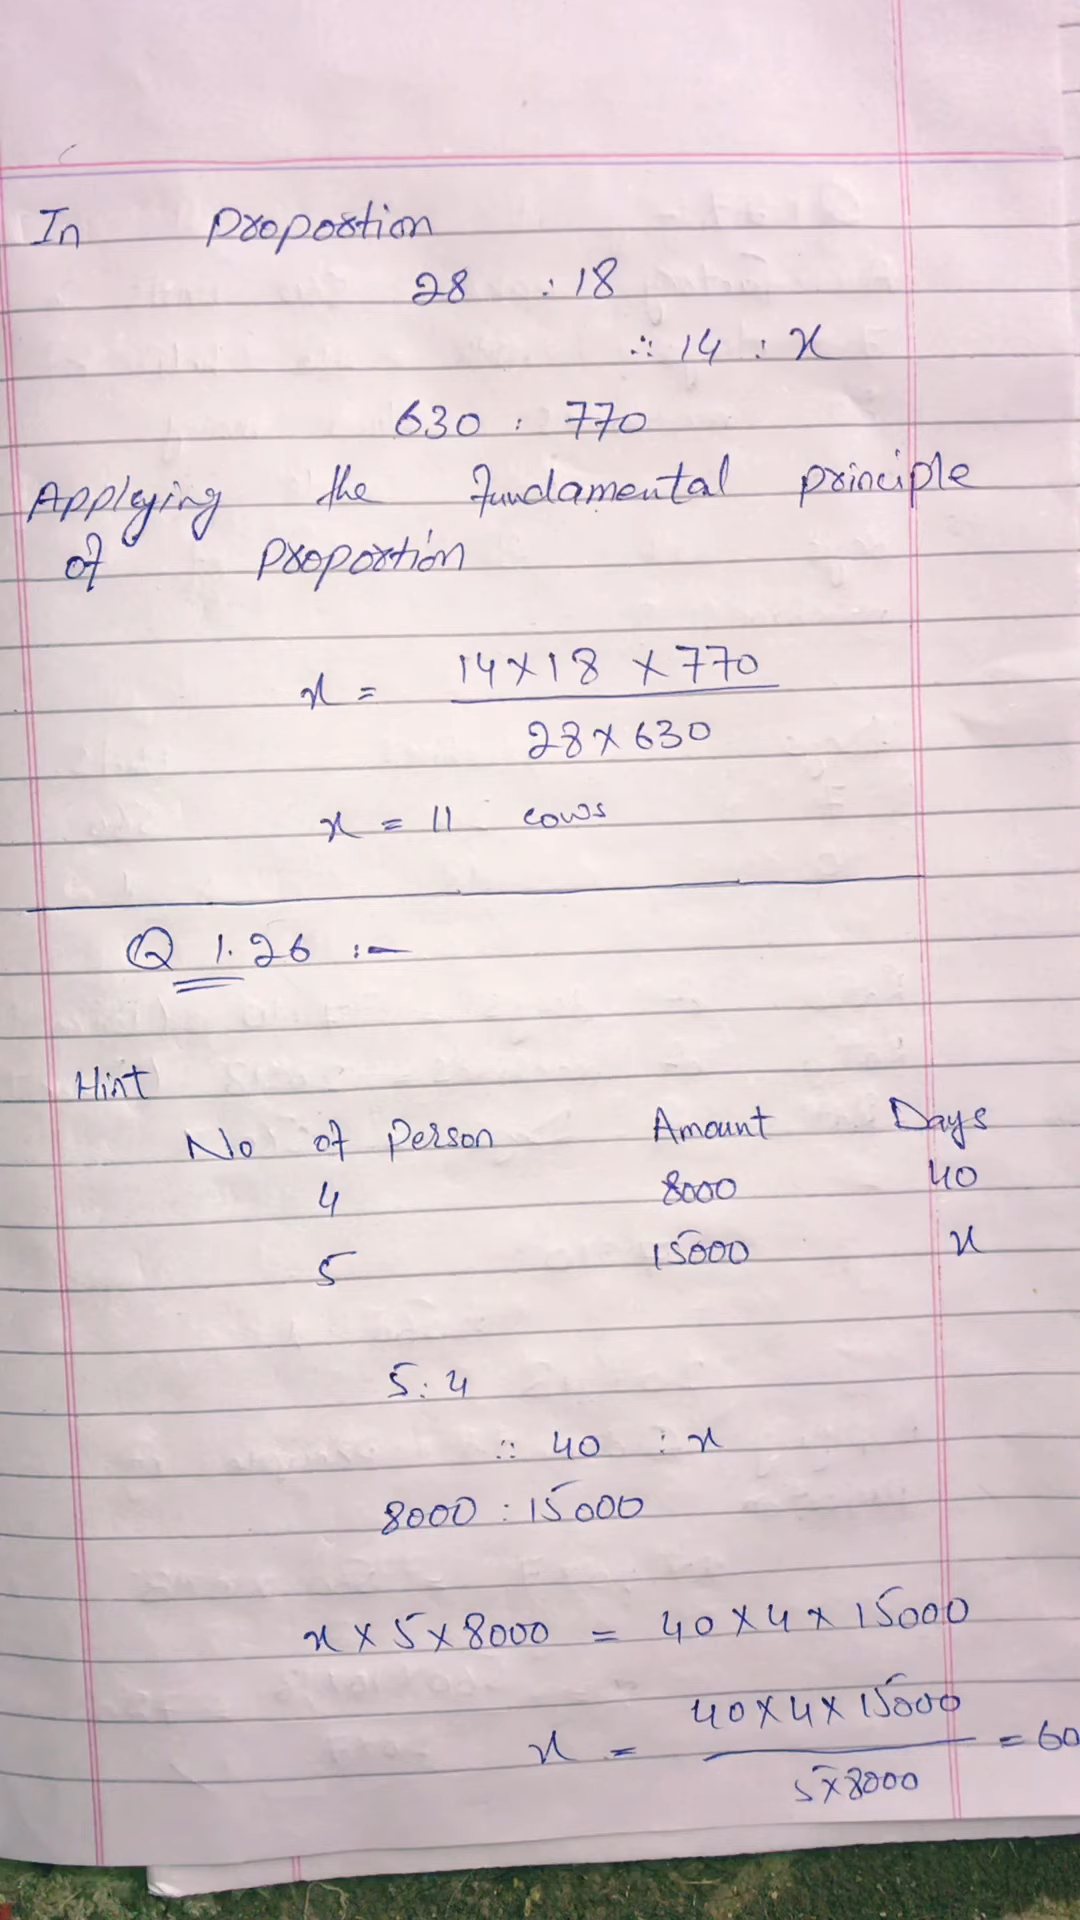 In Proportion
28 : 18
:: 14 : x
630 : 770
Applying the fundamental principle
of proportion
x = 14 x 18 x 770
28 x 630
x = 11 cows
Q 1.26 :-
Hint
No of Person Amount Days
4 8000 40
5 15000 x
5 : 4
:: 40 : x
8000 : 15000
x x 5 x 8000 = 40 x 4 x 15000
x = 40 x 4 x 15000 = 60
5 x 8000